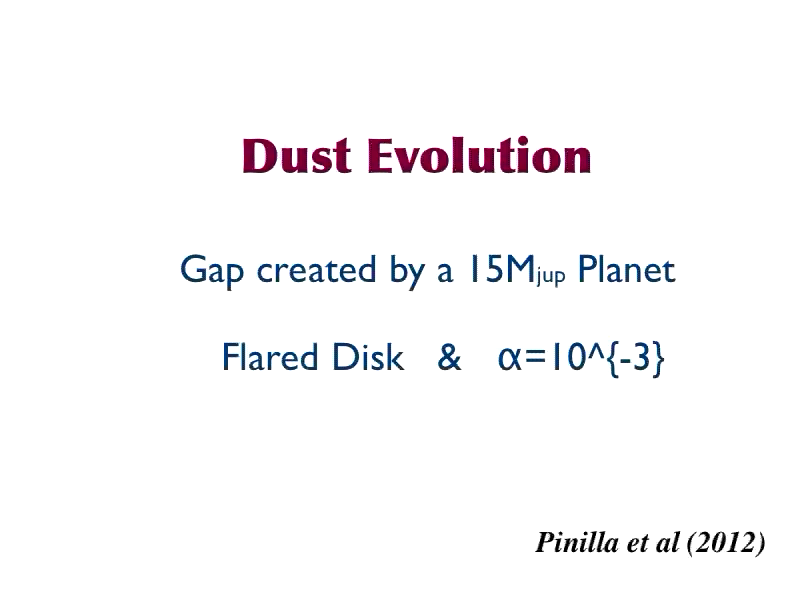 Dust Evolution
Gap created by a 15Mjup Planet
Flared Disk & α=10^{-3}
Pinilla et al (2012)